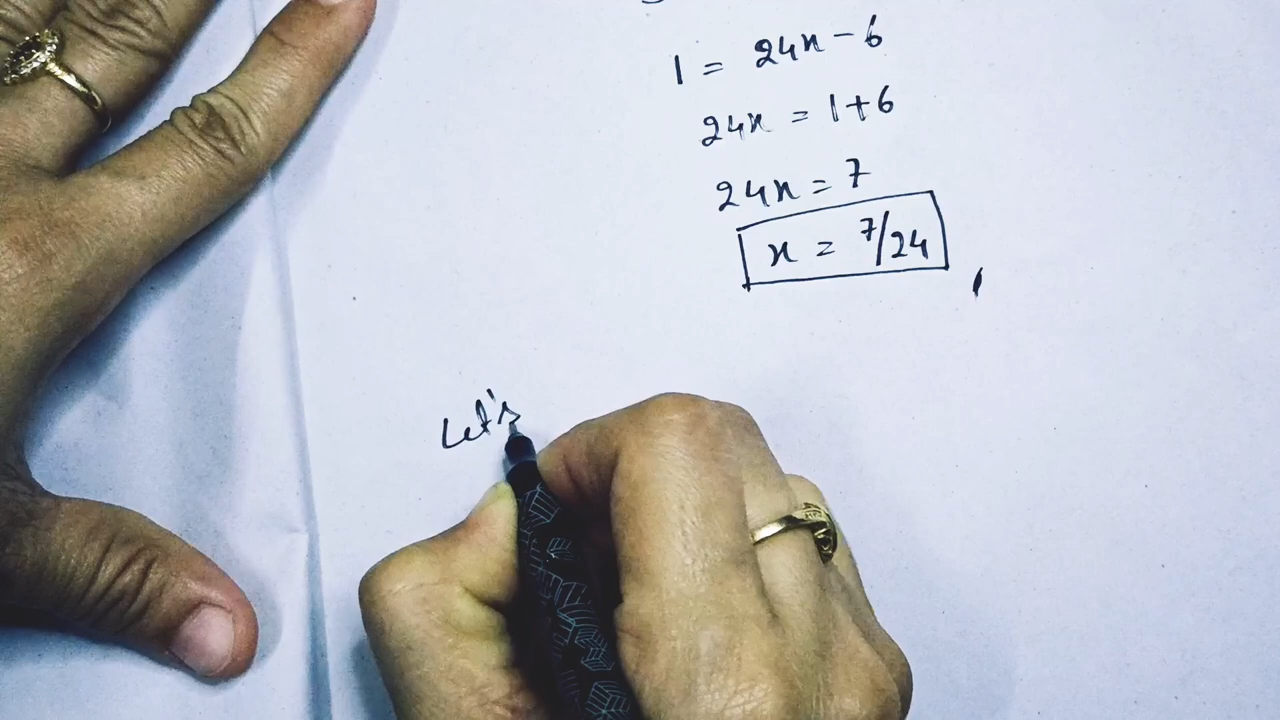 1 = 24x - 6
24x = 1 + 6
24x = 7
x = 7/24
Let's